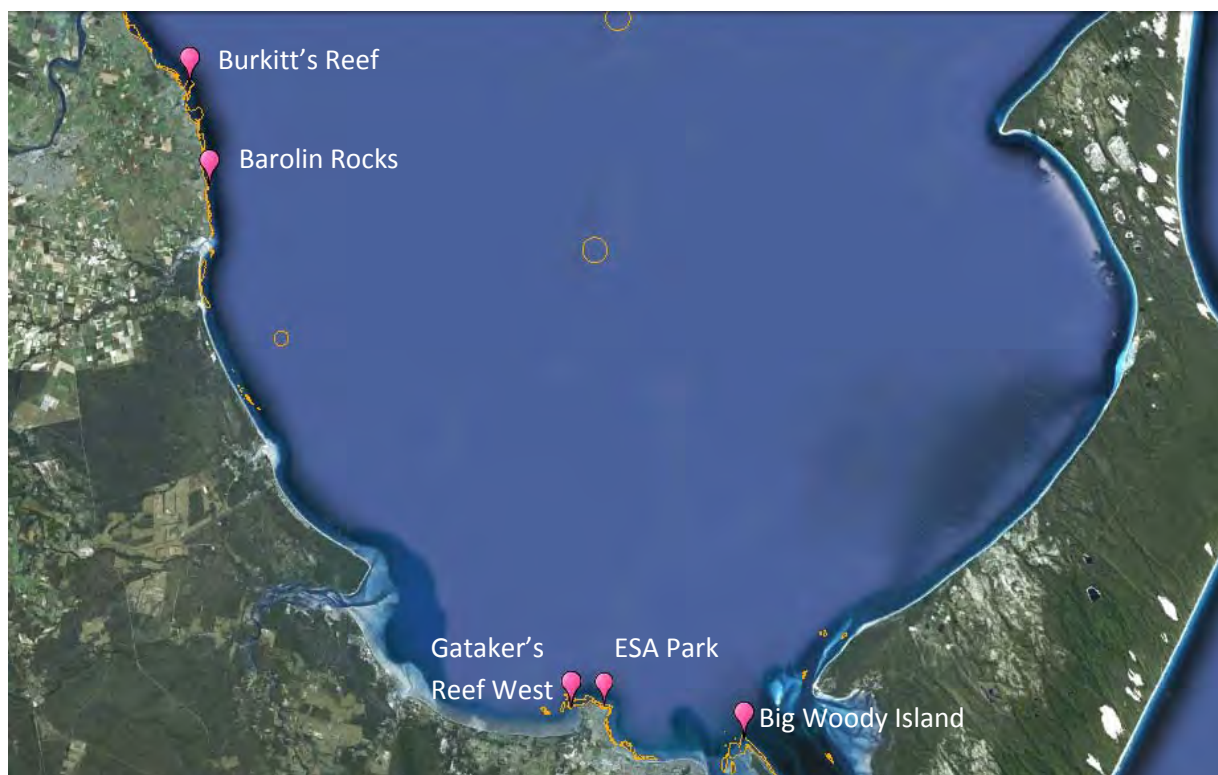 Burkitt’s Reef
Barolin Rocks
Gataker’s
Reef West
ESA Park
Big Woody Island